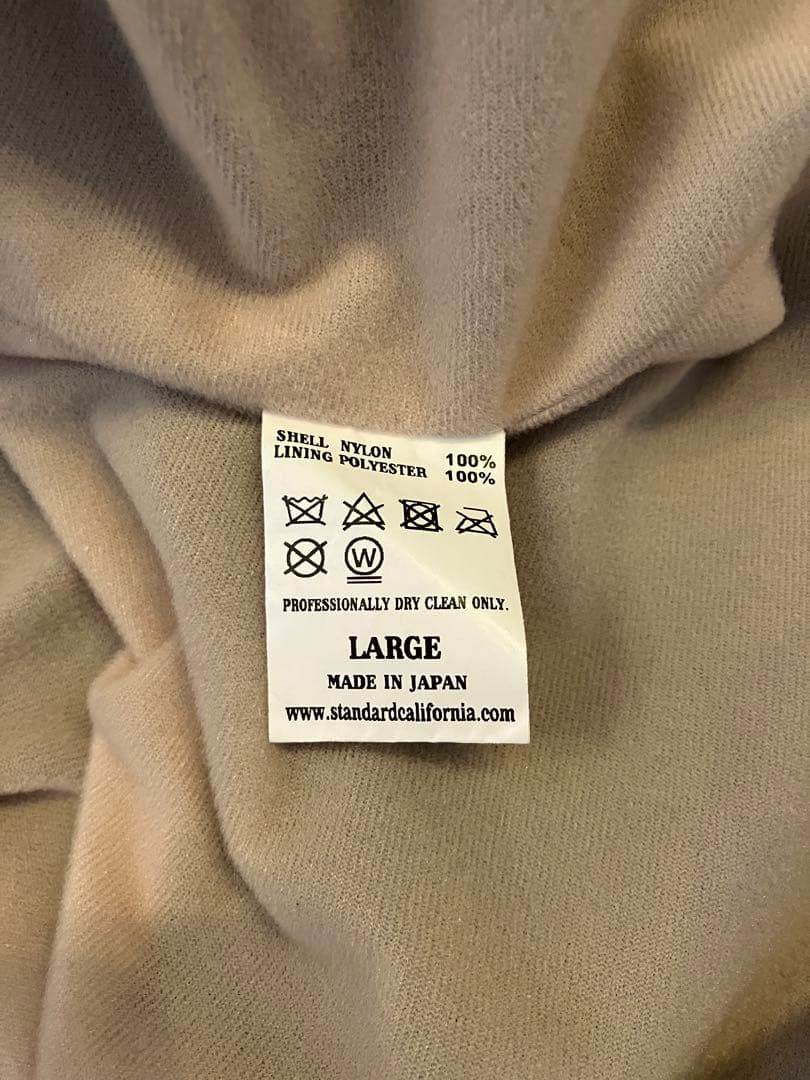 SHELL NYLON 100%
LINING POLYESTER 100%
W
PROFESSIONALLY DRY CLEAN ONLY.
LARGE
MADE IN JAPAN
www.standardcalifornia.com